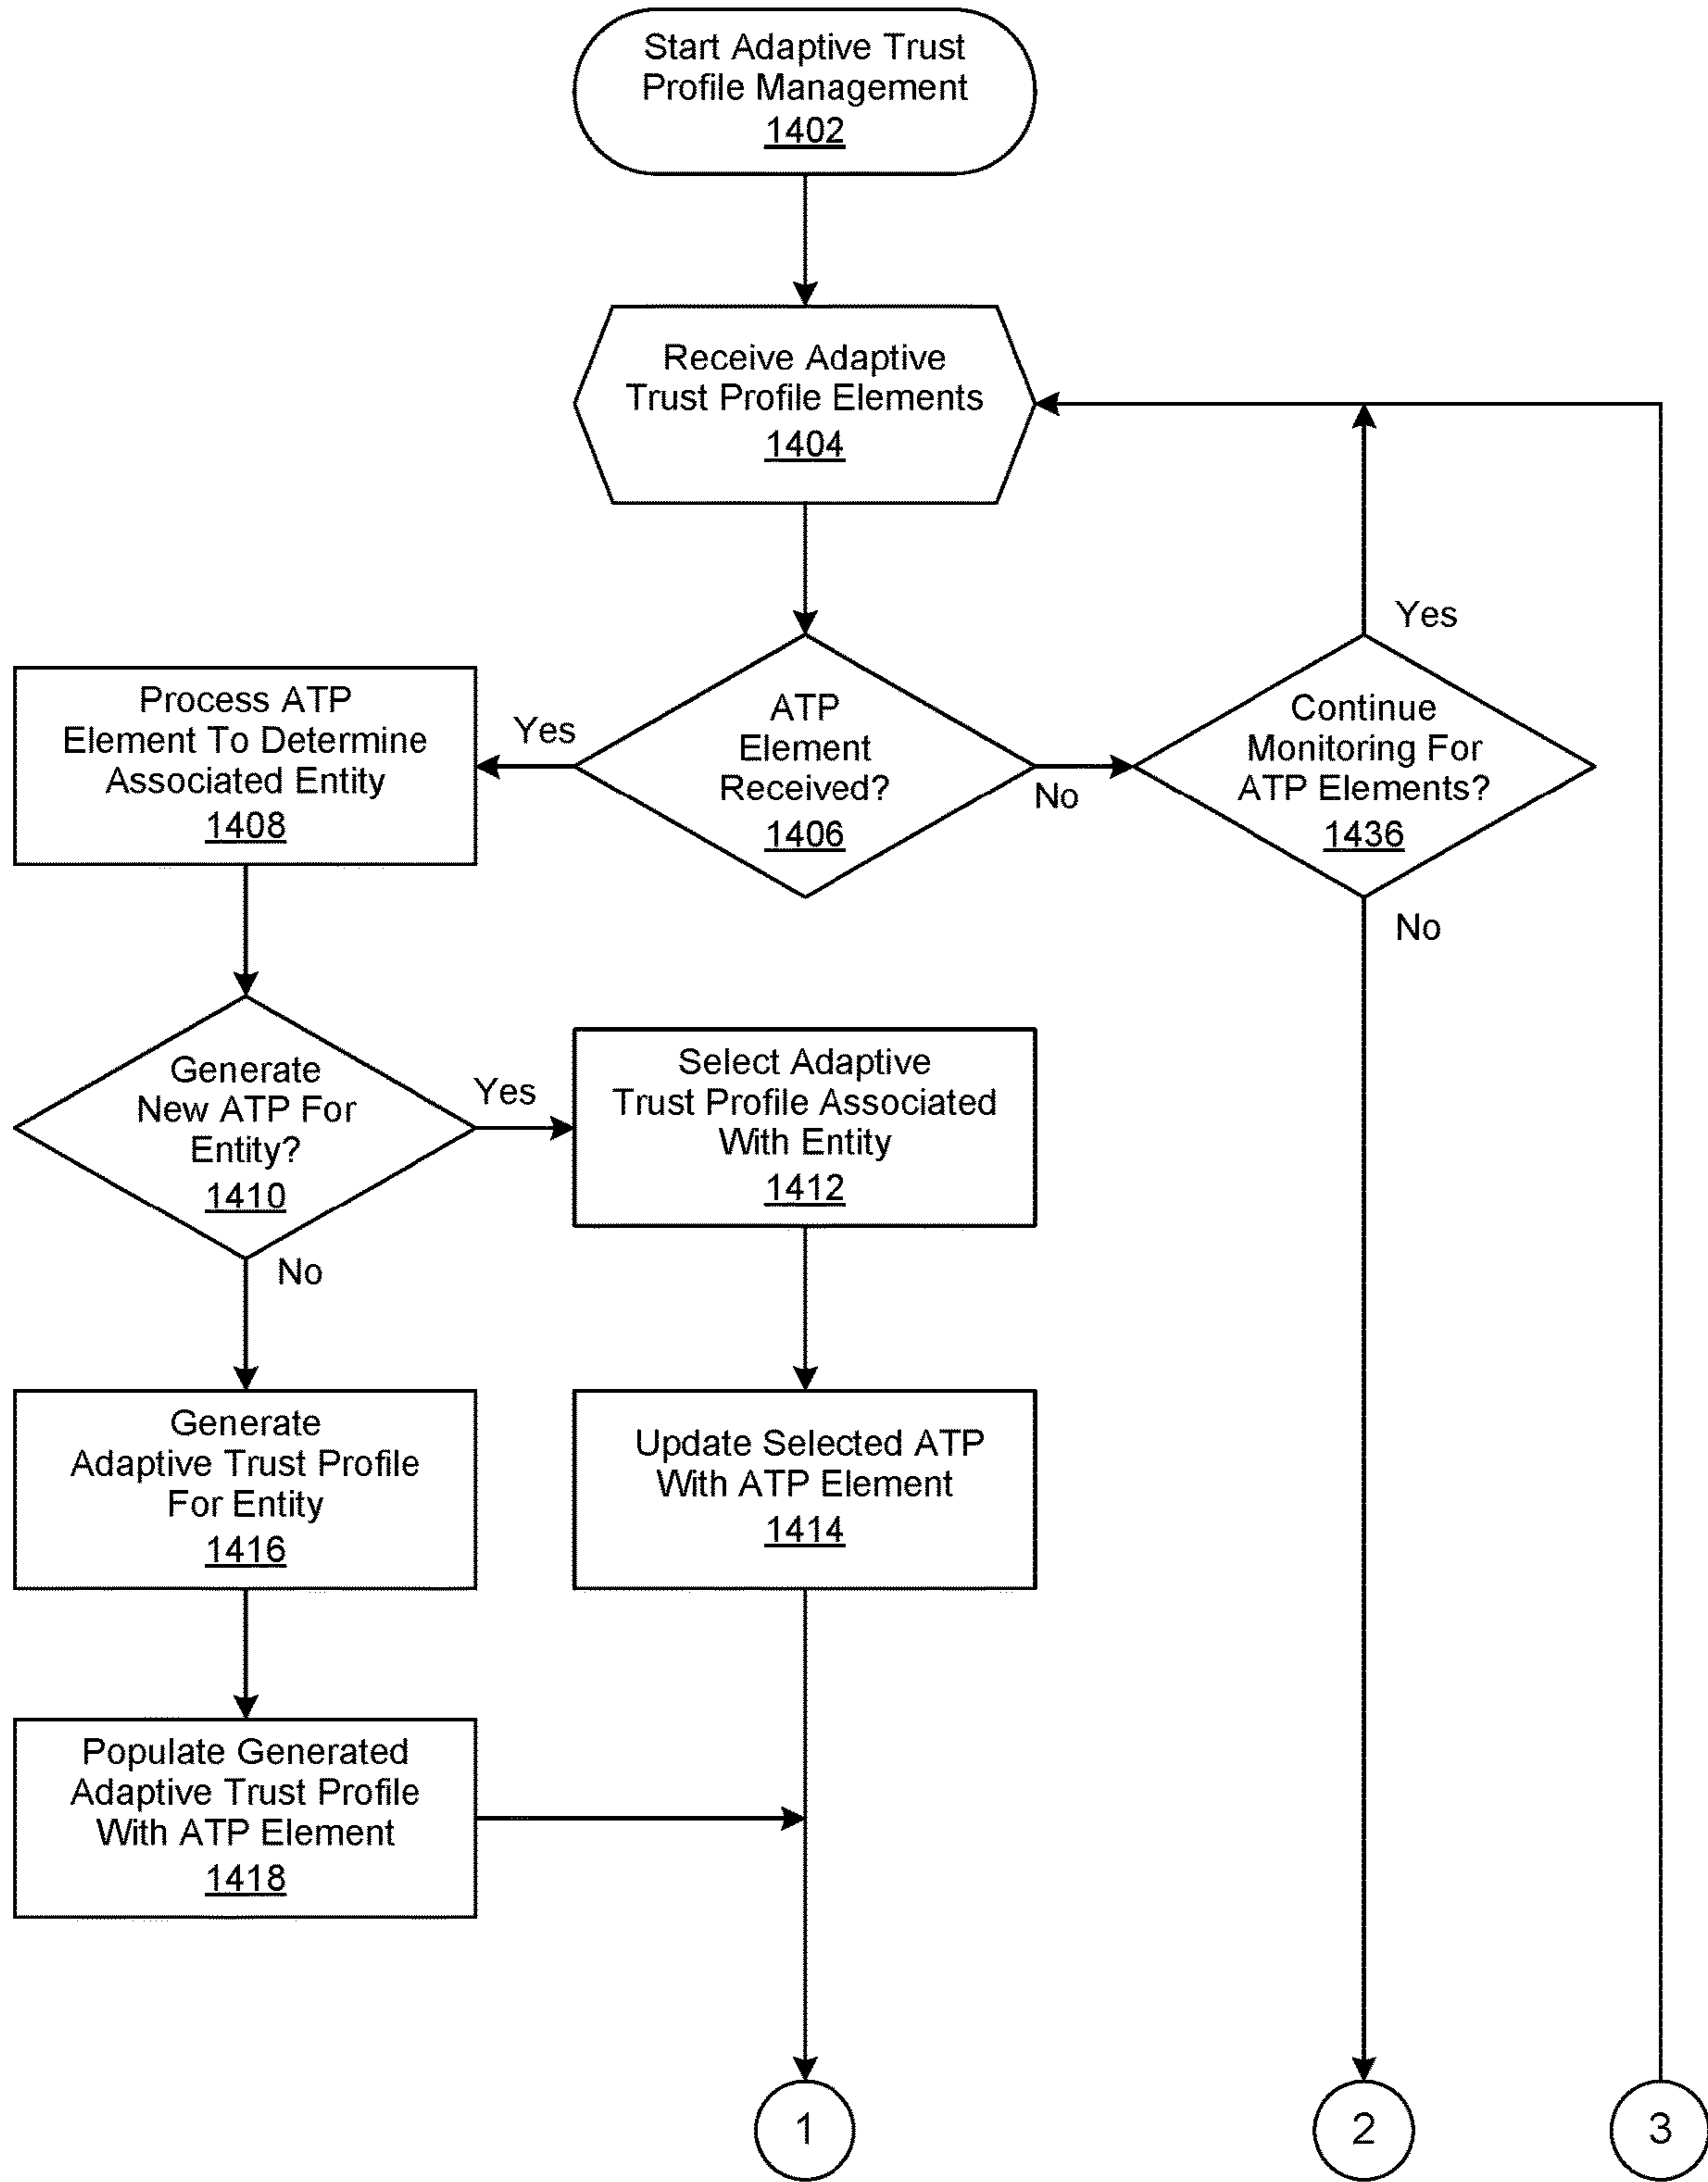 Start Adaptive Trust
Profile Management
1402
Receive Adaptive
Trust Profile Elements
1404
Yes
Process ATP
Element To Determine
Associated Entity
1408
Yes
ATP
Element
Received?
1406
No
Continue
Monitoring For
ATP Elements?
1436
No
Generate
New ATP For
Entity?
1410
Yes
Select Adaptive
Trust Profile Associated
With Entity
1412
No
Generate
Adaptive Trust Profile
For Entity
1416
Update Selected ATP
With ATP Element
1414
Populate Generated
Adaptive Trust Profile
With ATP Element
1418
1
2
3